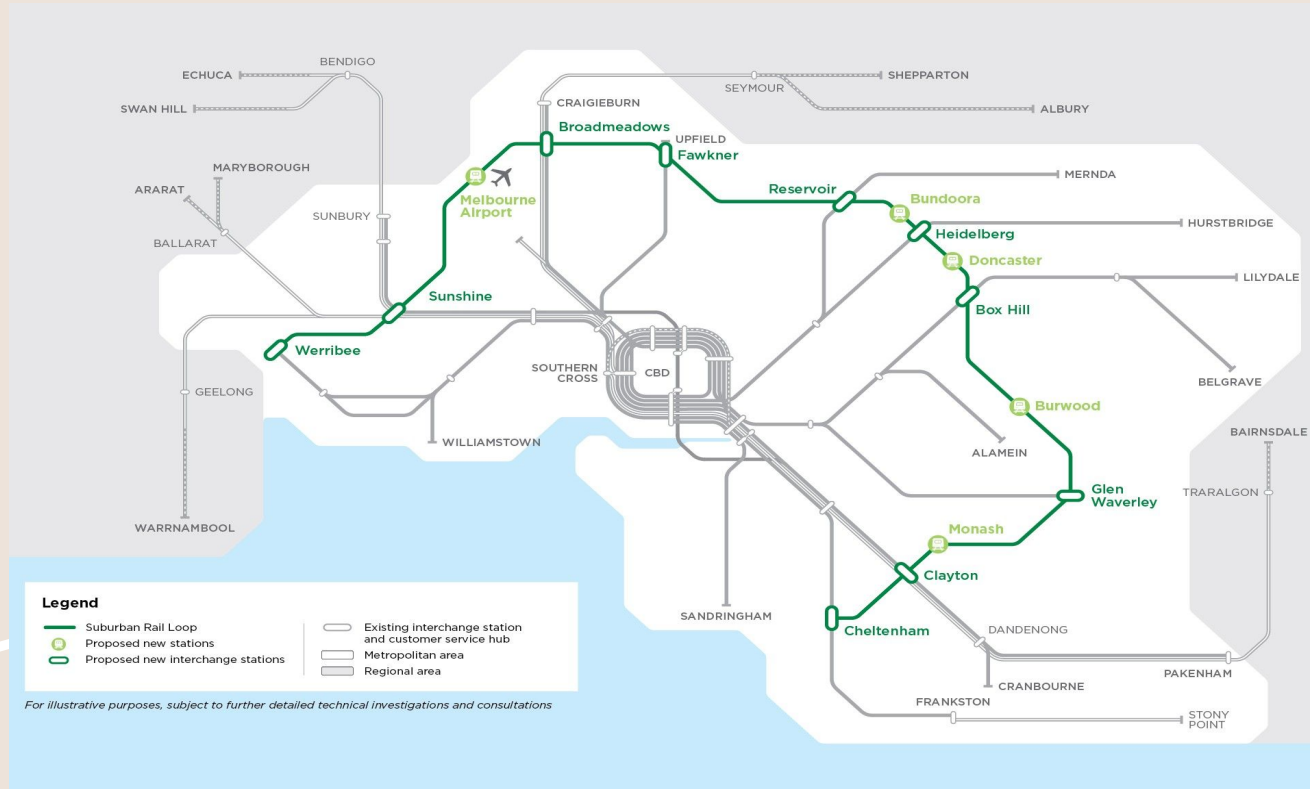 BENDIGO
ECHUCA
SHEPPARTON
SEYMOUR
SWAN HILL
CRAIGIEBURN
ALBURY
Broadmeadows
UPFIELD
Fawkner
MARYBOROUGH
MERNDA
ARARAT
Reservoir
Bundoora
Melbourne
Airport
SUNBURY
HURSTBRIDGE
Heidelberg
BALLARAT
Doncaster
LILYDALE
Sunshine
Box Hill
Werribee
SOUTHERN
CROSS
CBD
BELGRAVE
GEELONG
Burwood
BAIRNSDALE
WILLIAMSTOWN
ALAMEIN
Glen
Waverley
TRARALGON
WARRNAMBOOL
Monash
Clayton
SANDRINGHAM
Cheltenham
DANDENONG
PAKENHAM
CRANBOURNE
FRANKSTON
STONY
POINT
Legend
Suburban Rail Loop
Proposed new stations
Proposed new interchange stations
Existing interchange station
and customer service hub
Metropolitan area
Regional area
For illustrative purposes, subject to further detailed technical investigations and consultations